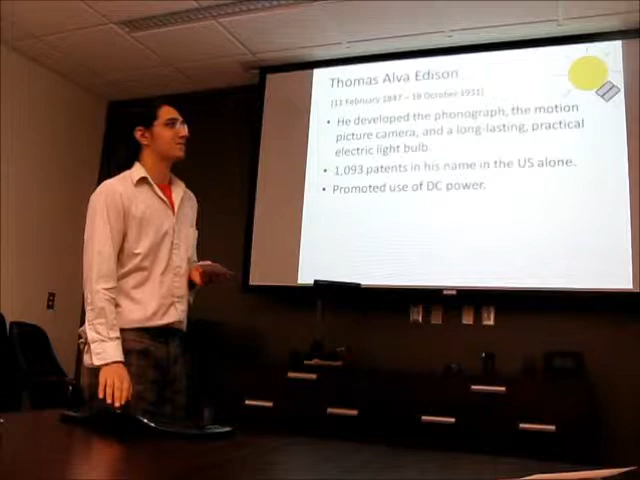 Thomas Alva Edison
(11 February 1847 – 18 October 1931)
• He developed the phonograph, the motion
picture camera, and a long-lasting, practical
electric light bulb.
• 1,093 patents in his name in the US alone.
• Promoted use of DC power.